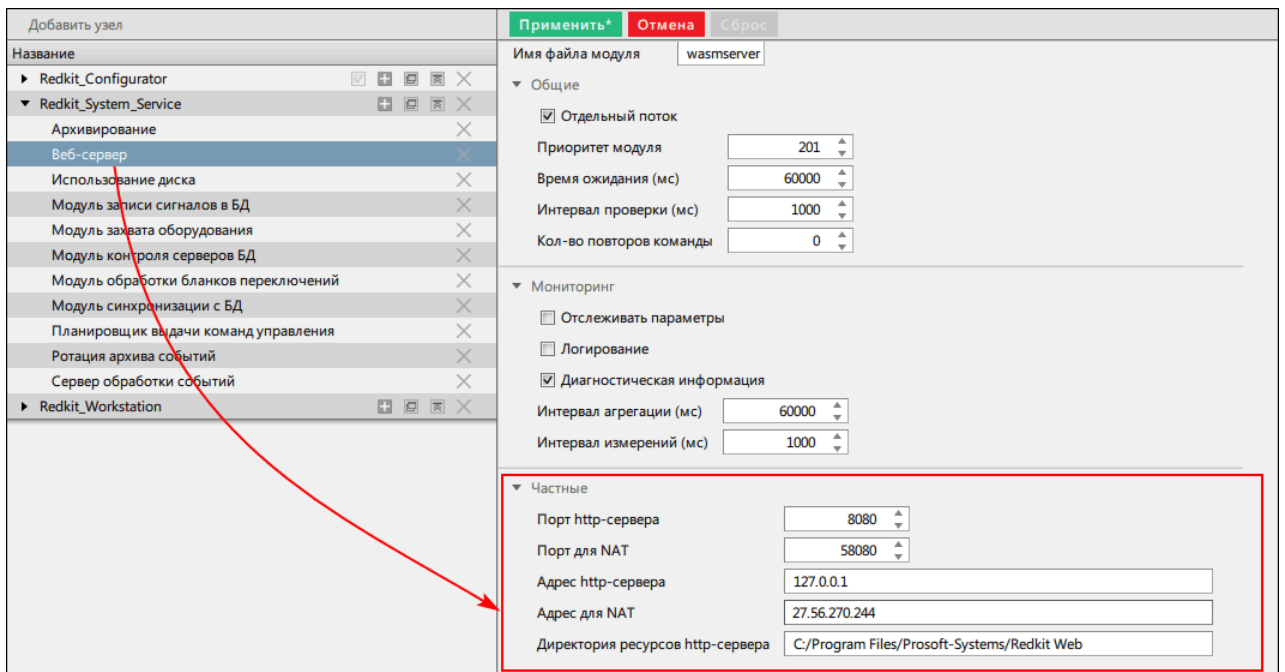 Добавить узел
Название
Redkit_Configurator
Redkit_System_Service
Архивирование
Веб-сервер
Использование диска
Модуль записи сигналов в БД
Модуль захвата оборудования
Модуль контроля серверов БД
Модуль обработки бланков переключений
Модуль синхронизации с БД
Планировщик выдачи команд управления
Ротация архива событий
Сервер обработки событий
Redkit_Workstation
Применить* Отмена Сброс
Имя файла модуля wasmserver
Общие
Отдельный поток
Приоритет модуля 201
Время ожидания (мс) 60000
Интервал проверки (мс) 1000
Кол-во повторов команды 0
Мониторинг
Отслеживать параметры
Логирование
Диагностическая информация
Интервал агрегации (мс) 60000
Интервал измерений (мс) 1000
Частные
Порт http-сервера 8080
Порт для NAT 58080
Адрес http-сервера 127.0.0.1
Адрес для NAT 27.56.270.244
Директория ресурсов http-сервера C:/Program Files/Prosoft-Systems/Redkit Web